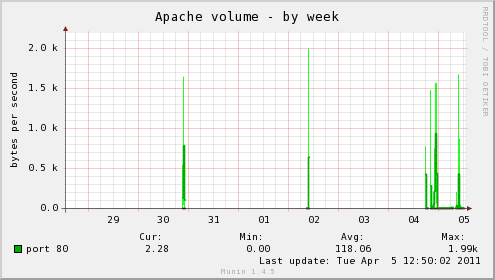 Apache volume - by week
RRDTOOL / TOBI OETIKER
bytes per second
2.0 k
1.5 k
1.0 k
0.5 k
0.0
29 30 31 01 02 03 04 05
Cur: Min: Avg: Max:
port 80 2.28 0.00 118.06 1.99k
Last update: Tue Apr  5 12:50:02 2011
Munin 1.4.5